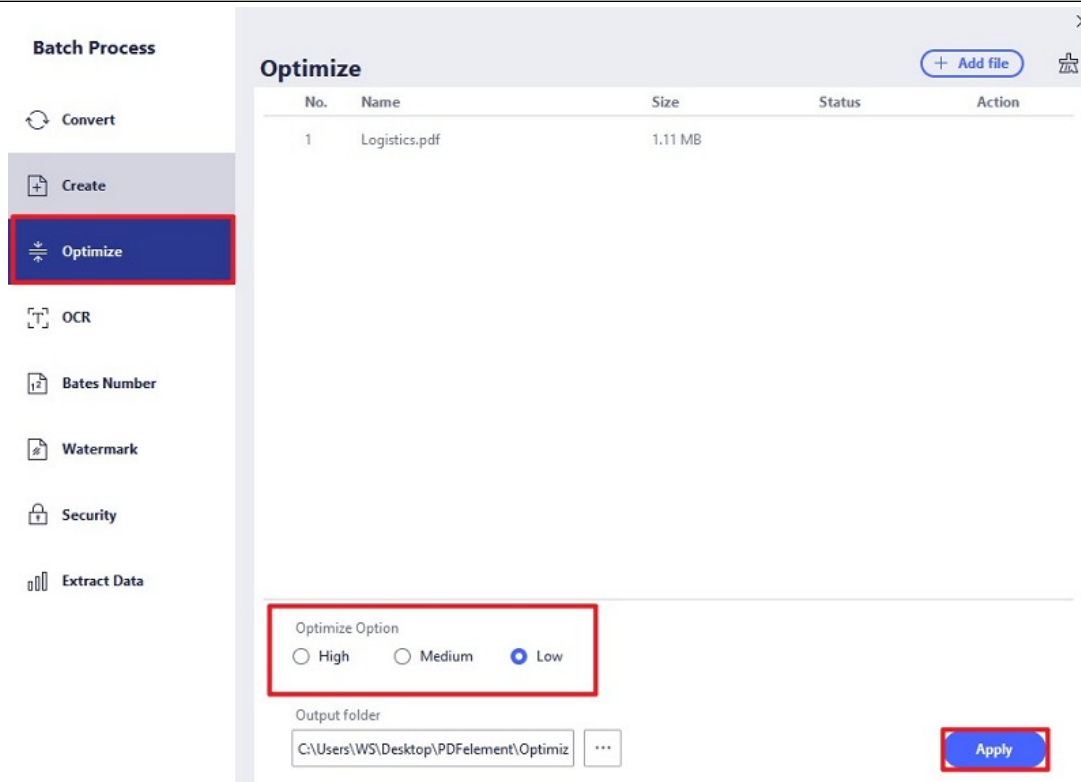 Batch Process
Convert
Create
Optimize
OCR
Bates Number
Watermark
Security
Extract Data
Optimize
+ Add file
No. Name Size Status Action
1 Logistics.pdf 1.11 MB
Optimize Option
High Medium Low
Output folder
C:\Users\WS\Desktop\PDFelement\Optimiz ...
Apply